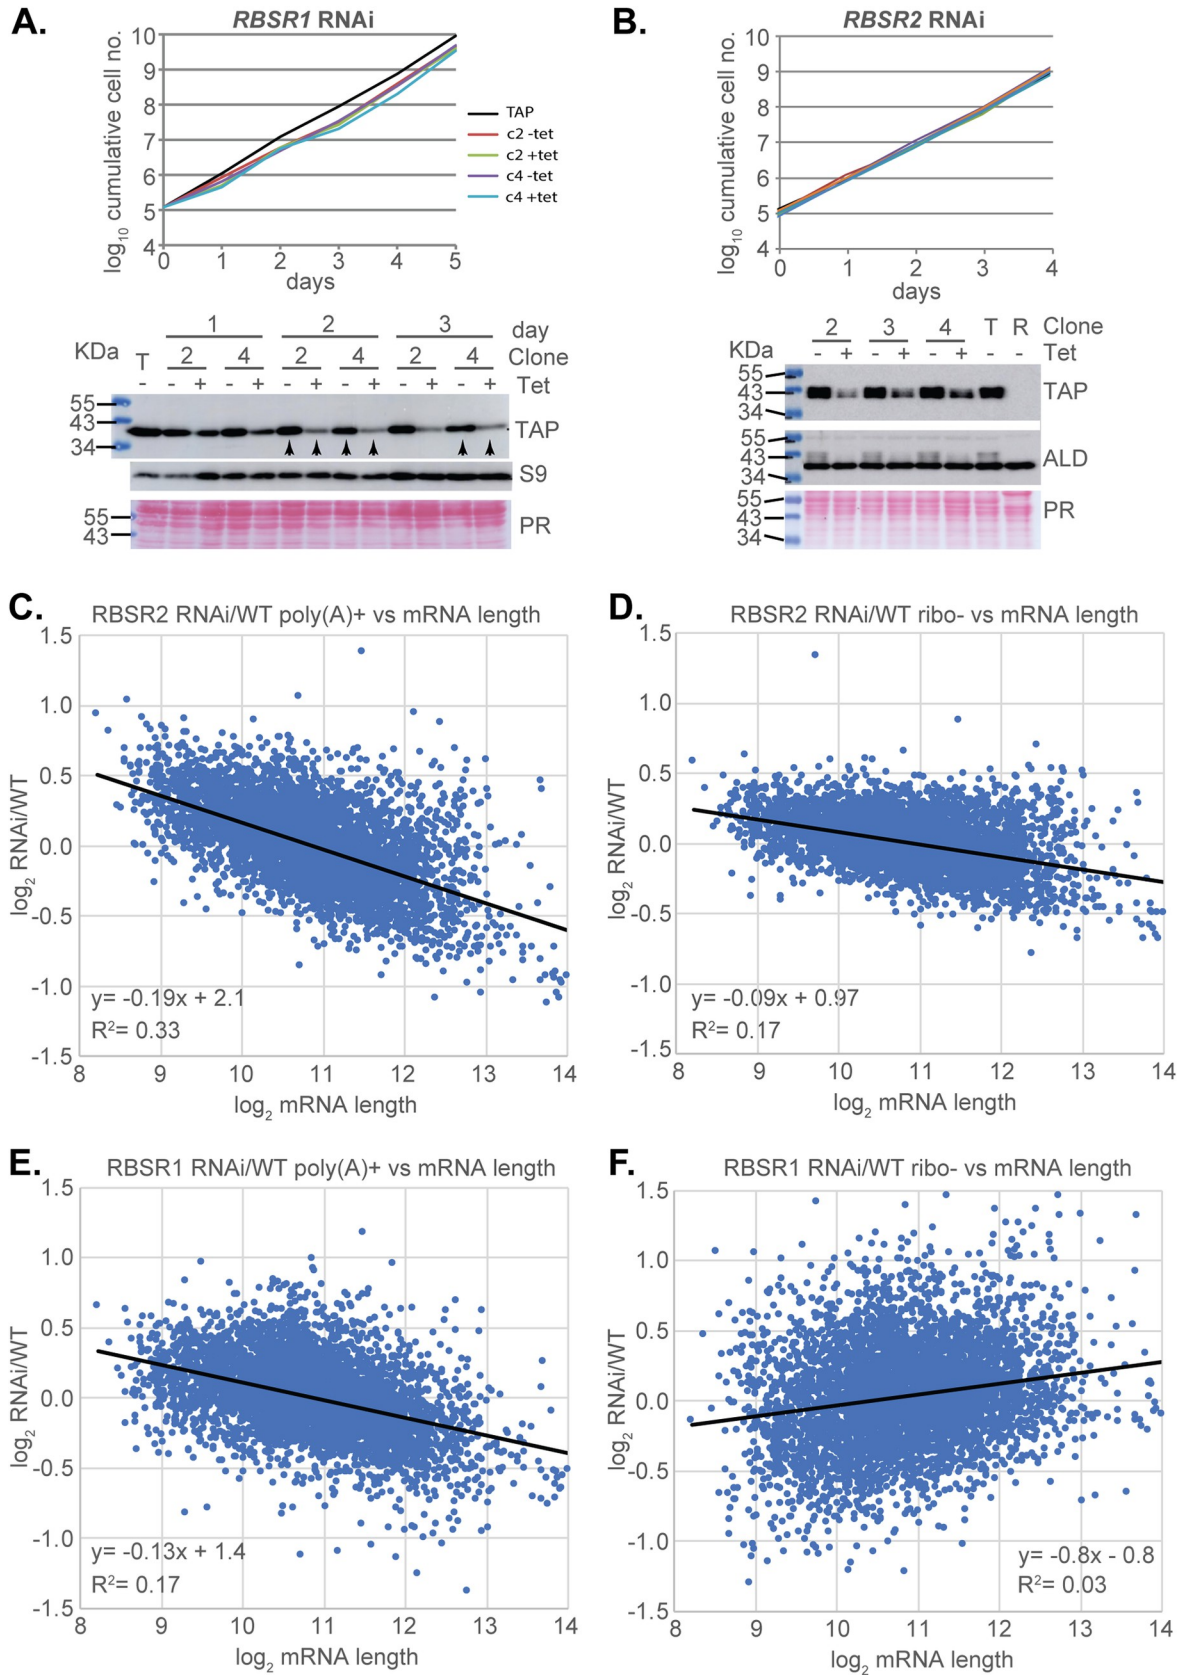 A.
RBSR1 RNAi
log10 cumulative cell no.
10
9
8
7
6
5
4
0 1 2 3 4 5
days
TAP
c2 -tet
c2 +tet
c4 -tet
c4 +tet
1 2 3 day
KDa T 2 4 2 4 2 4 Clone
- - + - + - + - + - + - + Tet
55
43
34
TAP
S9
55
43
PR
B.
RBSR2 RNAi
log10 cumulative cell no.
10
9
8
7
6
5
4
0 1 2 3 4
days
2 3 4 T R Clone
KDa - + - + - + - - Tet
55
43
34
TAP
55
43
34
ALD
55
43
34
PR
C.
RBSR2 RNAi/WT poly(A)+ vs mRNA length
log2 RNAi/WT
1.5
1.0
0.5
0.0
-0.5
-1.0
-1.5
y= -0.19x + 2.1
R2= 0.33
8 9 10 11 12 13 14
log2 mRNA length
D.
RBSR2 RNAi/WT ribo- vs mRNA length
log2 RNAi/WT
1.5
1.0
0.5
0.0
-0.5
-1.0
-1.5
y= -0.09x + 0.97
R2= 0.17
8 9 10 11 12 13 14
log2 mRNA length
E.
RBSR1 RNAi/WT poly(A)+ vs mRNA length
log2 RNAi/WT
1.5
1.0
0.5
0.0
-0.5
-1.0
-1.5
y= -0.13x + 1.4
R2= 0.17
8 9 10 11 12 13 14
log2 mRNA length
F.
RBSR1 RNAi/WT ribo- vs mRNA length
log2 RNAi/WT
1.5
1.0
0.5
0.0
-0.5
-1.0
-1.5
y= -0.8x - 0.8
R2= 0.03
8 9 10 11 12 13 14
log2 mRNA length